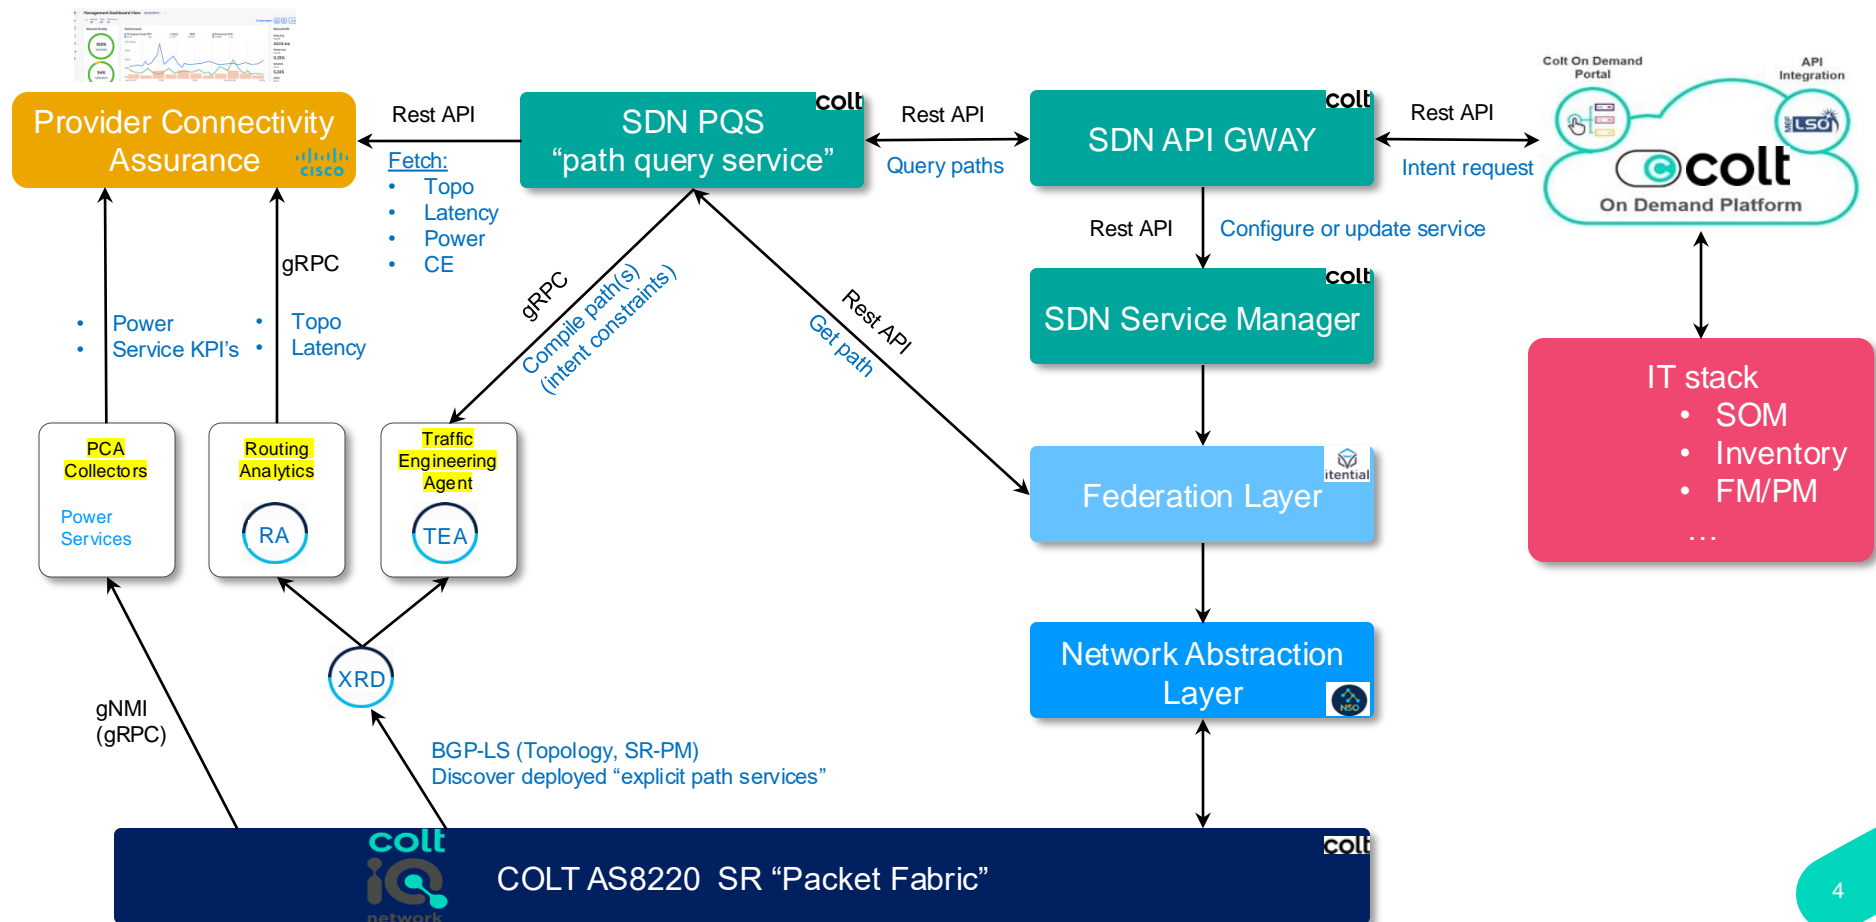 Management Dashboard View
Colt On Demand
Portal
API
Integration
MEF
LSO
colt
On Demand Platform
Provider Connectivity
Assurance
cisco
Rest API
Fetch:
• Topo
• Latency
• Power
• CE
SDN PQS
“path query service”
colt
Rest API
Query paths
SDN API GWAY
colt
Rest API
Intent request
Rest API
Configure or update service
gRPC
• Power
• Service KPI’s
• Topo
• Latency
gRPC
Compile path(s)
(intent constraints)
Rest API
Get path
SDN Service Manager
colt
IT stack
• SOM
• Inventory
• FM/PM
...
PCA
Collectors
Power
Services
Routing
Analytics
RA
Traffic
Engineering
Agent
TEA
Federation Layer
itential
XRD
Network Abstraction
Layer
NSO
gNMI
(gRPC)
BGP-LS (Topology, SR-PM)
Discover deployed “explicit path services”
colt
iQ
network
COLT AS8220 SR “Packet Fabric”
colt
4